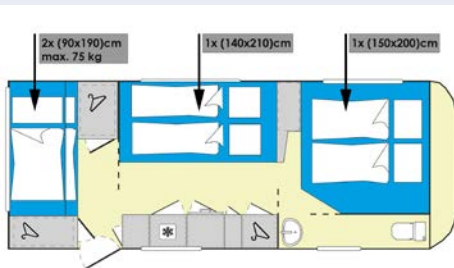 2x (90x190)cm
max. 75 kg
1x (140x210)cm
1x (150x200)cm